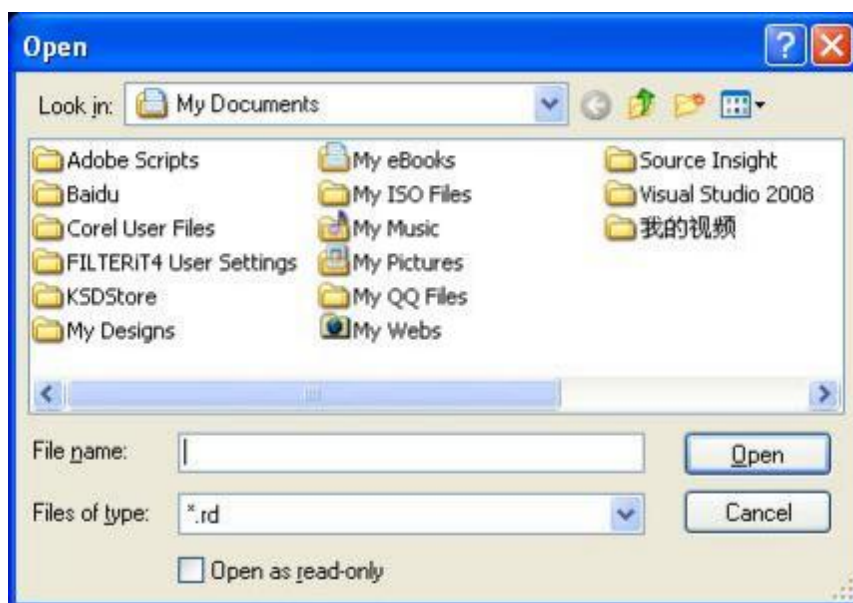 Open
Look in: My Documents
Adobe Scripts My eBooks Source Insight
Baidu My ISO Files Visual Studio 2008
Corel User Files My Music 我的视频
FILTERiT4 User Settings My Pictures
KSDStore My QQ Files
My Designs My Webs
File name: Open
Files of type: *.rd Cancel
Open as read-only